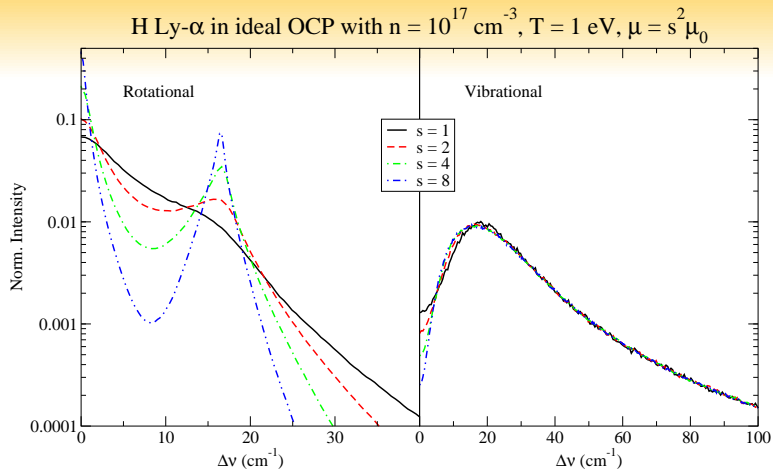 H Ly-α in ideal OCP with n = 10^17 cm^-3, T = 1 eV, μ = s^2μ_0
Rotational
Vibrational
s = 1
s = 2
s = 4
s = 8
Norm. Intensity
0.1
0.01
0.001
0.0001
0 10 20 30
0 20 40 60 80 100
Δν (cm^-1)
Δν (cm^-1)